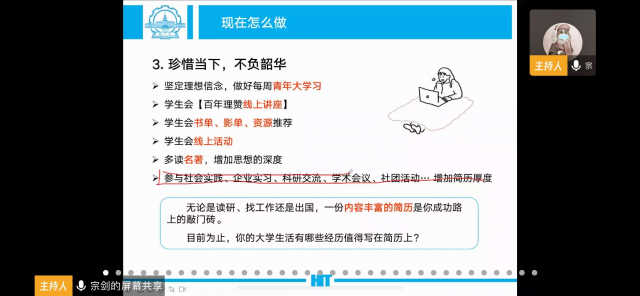 现在怎么做
主持人 宗
3. 珍惜当下，不负韶华
坚定理想信念，做好每周青年大学习
学生会【百年理赞线上讲座】
学生会书单、影单、资源推荐
学生会线上活动
多读名著，增加思想的深度
参与社会实践、企业实习、科研交流、学术会议、社团活动… 增加简历厚度
无论是读研、找工作还是出国，一份内容丰富的简历是你成功路
上的敲门砖。
目前为止，你的大学生活有哪些经历值得写在简历上？
HIT
主持人 宗剑的屏幕共享